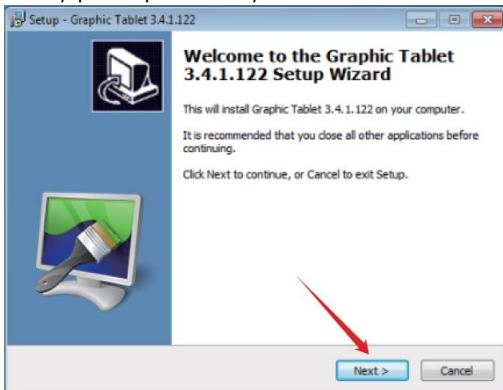 Setup - Graphic Tablet 3.4.1.122
Welcome to the Graphic Tablet
3.4.1.122 Setup Wizard
This will install Graphic Tablet 3.4.1.122 on your computer.
It is recommended that you close all other applications before
continuing.
Click Next to continue, or Cancel to exit Setup.
Next >
Cancel